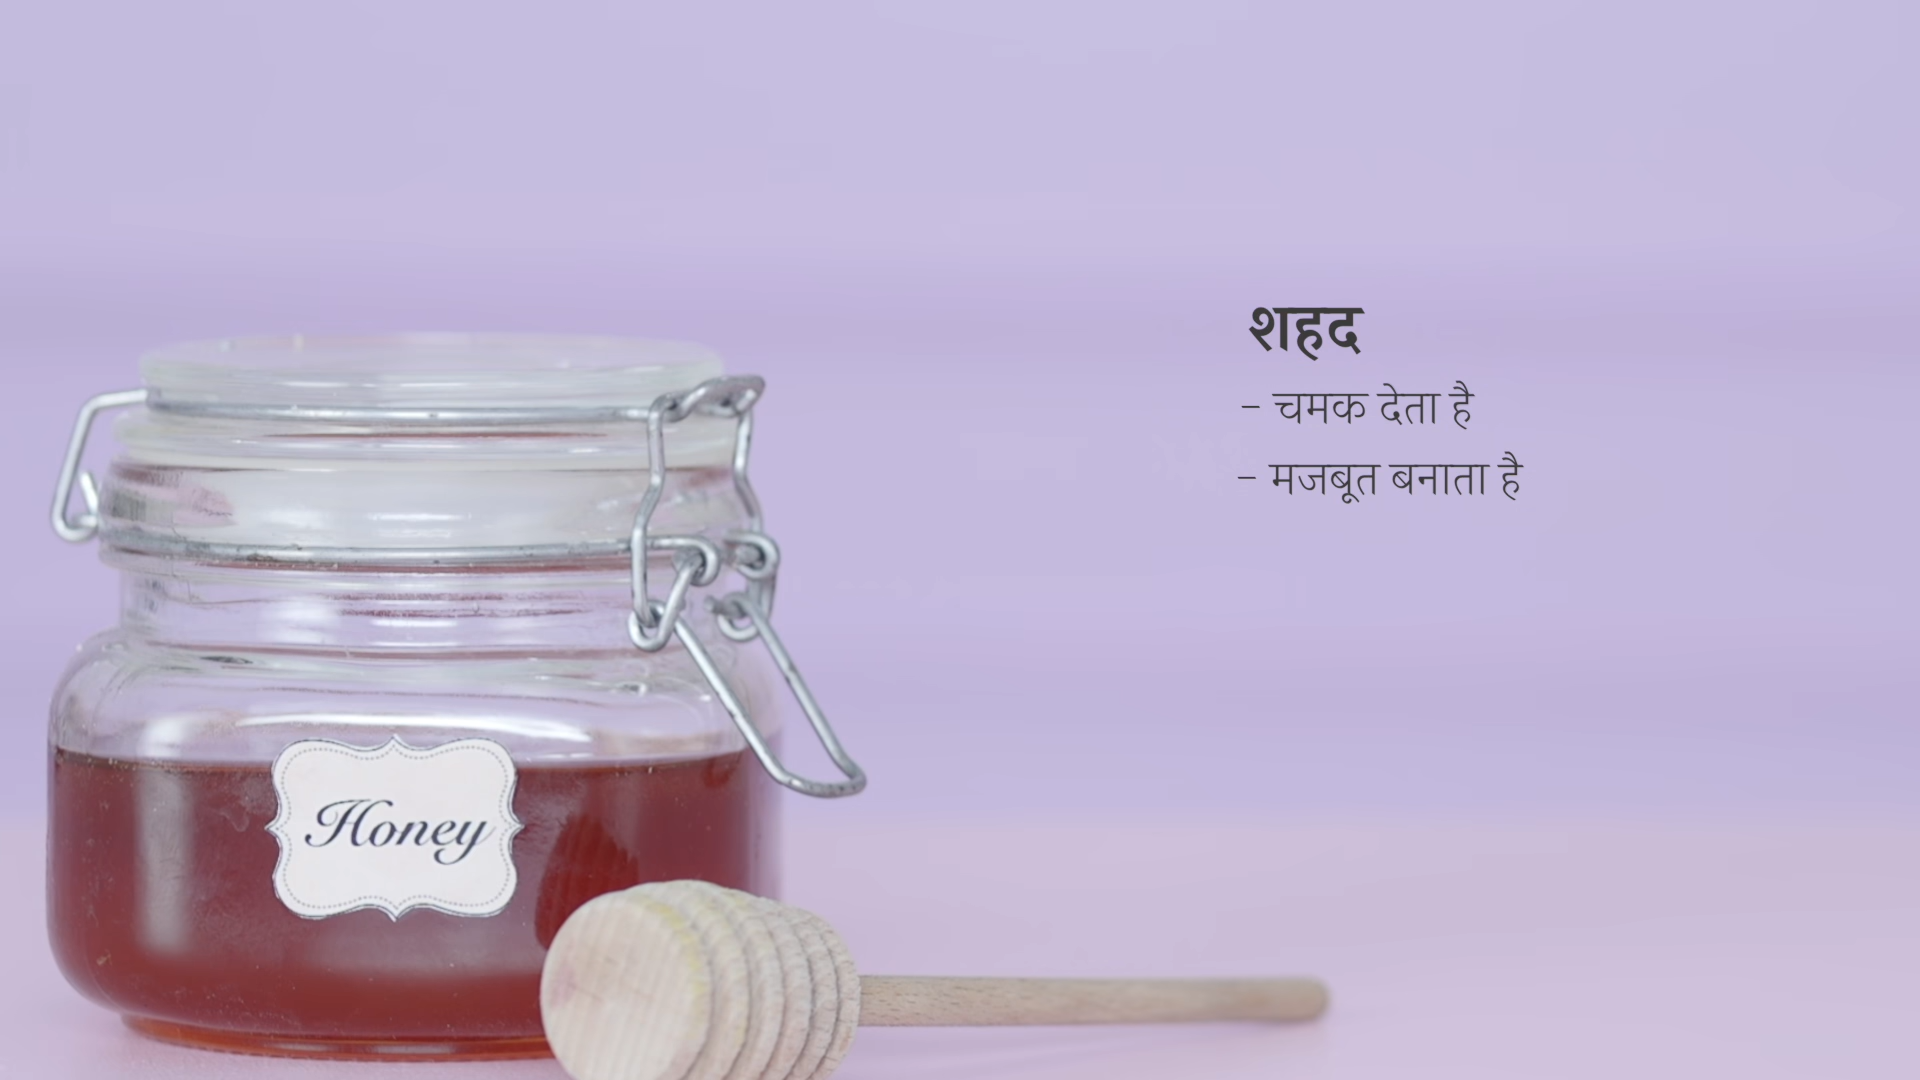 शहद
- चमक देता है
- मजबूत बनाता है
Honey